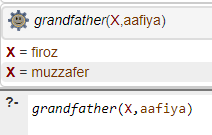 grandfather(X,aafiya)
X = firoz
X = muzzafer
?- grandfather(X,aafiya)